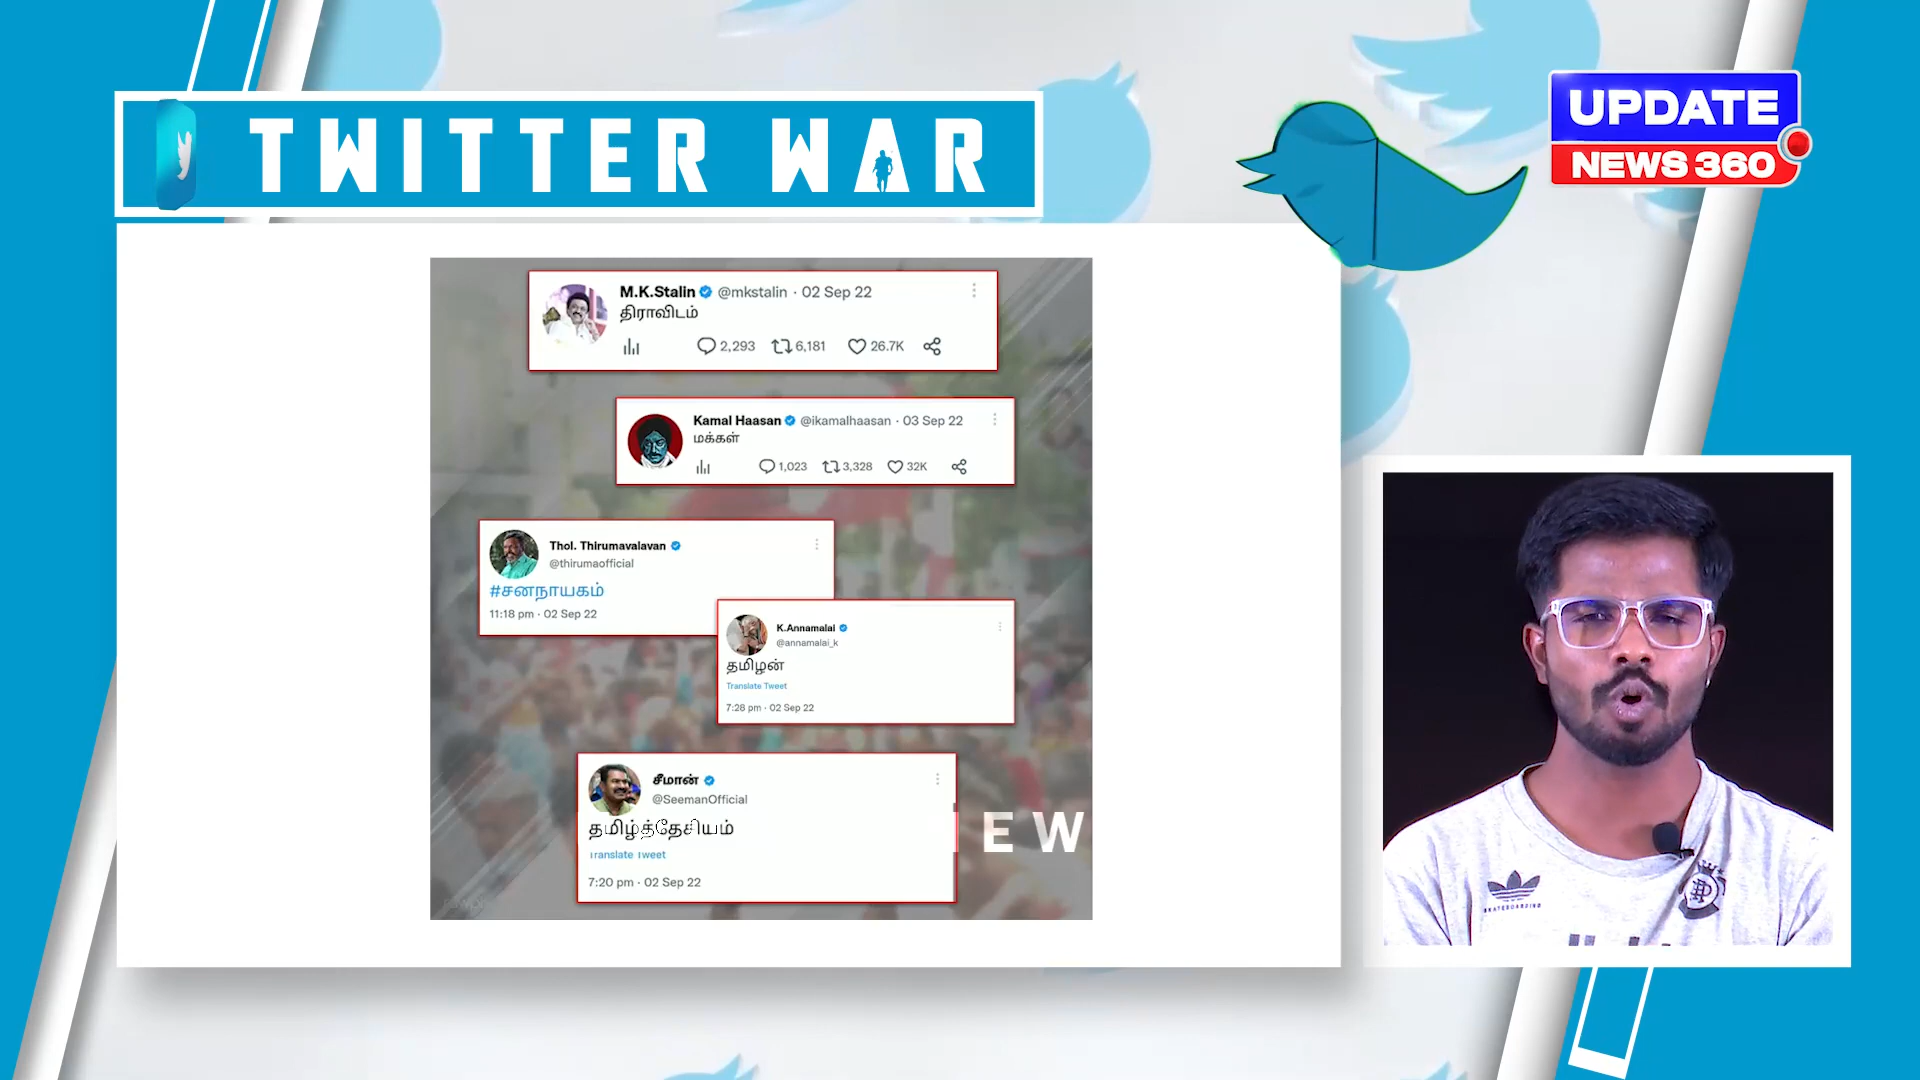 TWITTER WAR
UPDATE
NEWS 360
M.K.Stalin @mkstalin · 02 Sep 22
திராவிடம்
2,293 6,181 26.7K
Kamal Haasan @ikamalhaasan · 03 Sep 22
மக்கள்
1,023 3,328 32K
Thol. Thirumavalavan
@thirumaofficial
#சனநாயகம்
11:18 pm · 02 Sep 22
K.Annamalai
@annamalai_k
தமிழன்
Translate Tweet
7:28 pm · 02 Sep 22
சீமான்
@SeemanOfficial
தமிழ்த்தேசியம்
Translate Tweet
7:20 pm · 02 Sep 22
EW
SKATEBOARDING